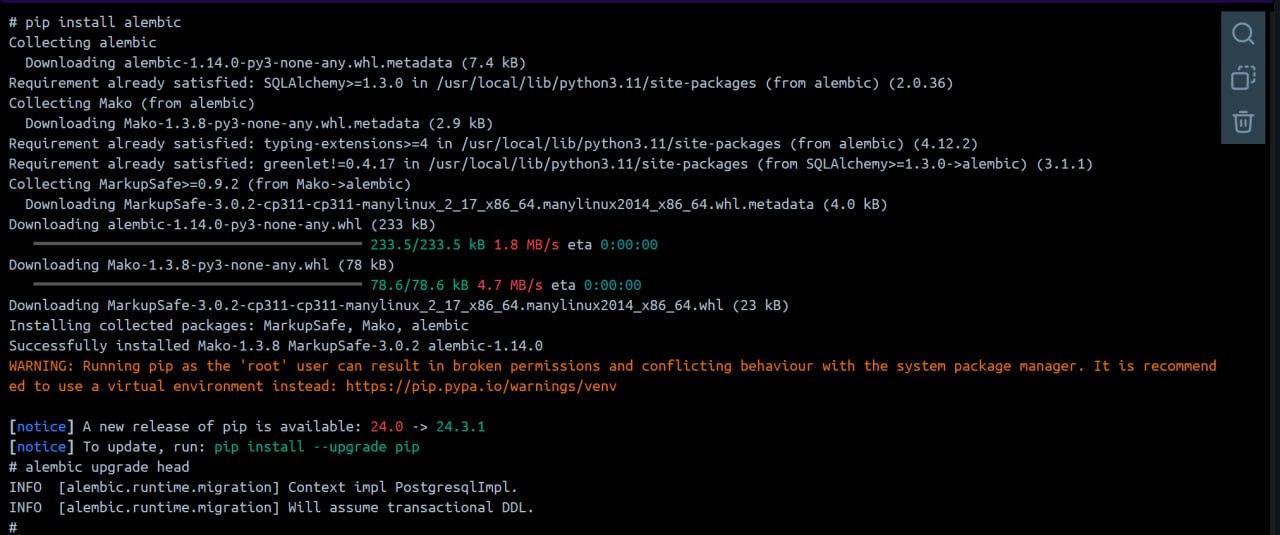 # pip install alembic
Collecting alembic
  Downloading alembic-1.14.0-py3-none-any.whl.metadata (7.4 kB)
Requirement already satisfied: SQLAlchemy>=1.3.0 in /usr/local/lib/python3.11/site-packages (from alembic) (2.0.36)
Collecting Mako (from alembic)
  Downloading Mako-1.3.8-py3-none-any.whl.metadata (2.9 kB)
Requirement already satisfied: typing-extensions>=4 in /usr/local/lib/python3.11/site-packages (from alembic) (4.12.2)
Requirement already satisfied: greenlet!=0.4.17 in /usr/local/lib/python3.11/site-packages (from SQLAlchemy>=1.3.0->alembic) (3.1.1)
Collecting MarkupSafe>=0.9.2 (from Mako->alembic)
  Downloading MarkupSafe-3.0.2-cp311-cp311-manylinux_2_17_x86_64.manylinux2014_x86_64.whl.metadata (4.0 kB)
Downloading alembic-1.14.0-py3-none-any.whl (233 kB)
233.5/233.5 kB 1.8 MB/s eta 0:00:00
Downloading Mako-1.3.8-py3-none-any.whl (78 kB)
78.6/78.6 kB 4.7 MB/s eta 0:00:00
Downloading MarkupSafe-3.0.2-cp311-cp311-manylinux_2_17_x86_64.manylinux2014_x86_64.whl (23 kB)
Installing collected packages: MarkupSafe, Mako, alembic
Successfully installed Mako-1.3.8 MarkupSafe-3.0.2 alembic-1.14.0
WARNING: Running pip as the 'root' user can result in broken permissions and conflicting behaviour with the system package manager. It is recommend
ed to use a virtual environment instead: https://pip.pypa.io/warnings/venv
[notice] A new release of pip is available: 24.0 -> 24.3.1
[notice] To update, run: pip install --upgrade pip
# alembic upgrade head
INFO  [alembic.runtime.migration] Context impl PostgresqlImpl.
INFO  [alembic.runtime.migration] Will assume transactional DDL.
#